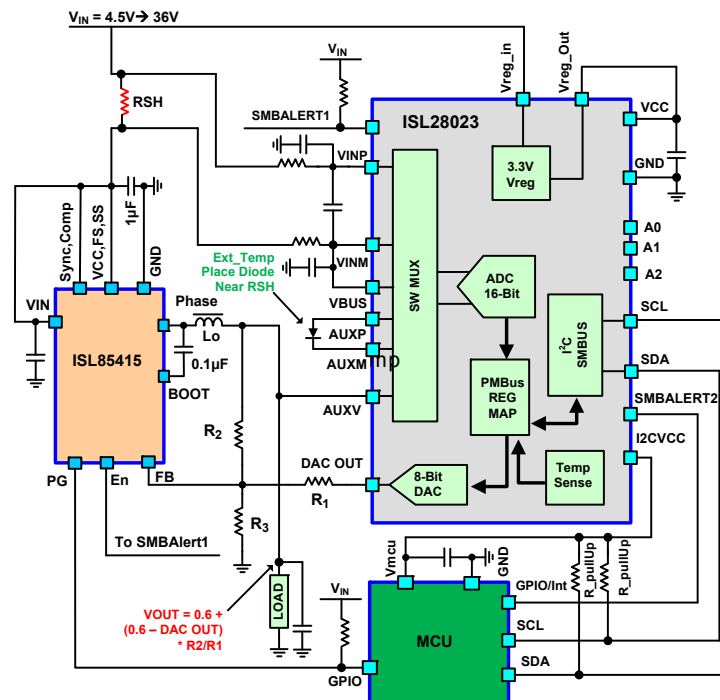 VIN = 4.5V→ 36V
RSH
VIN
SMBALERT1
Vreg_in
Vreg_Out
ISL28023
VCC
GND
3.3V
Vreg
VINP
VINM
VBUS
AUXP
AUXM
mp
AUXV
SW MUX
ADC
16-Bit
A0
A1
A2
SCL
SDA
I2C
SMBUS
SMBALERT2
I2CVCC
PMBus
REG
MAP
Temp
Sense
8-Bit
DAC
DAC OUT
R1
Ext_Temp
Place Diode
Near RSH
Sync,Comp
VCC,FS,SS
1µF
GND
VIN
ISL85415
Phase
Lo
0.1µF
BOOT
R2
R3
PG
En
FB
To SMBAlert1
VOUT = 0.6 +
(0.6 – DAC OUT)
* R2/R1
LOAD
VIN
GPIO
Vmcu
GND
R_pullUp
R_pullUp
GPIO/Int
SCL
SDA
MCU